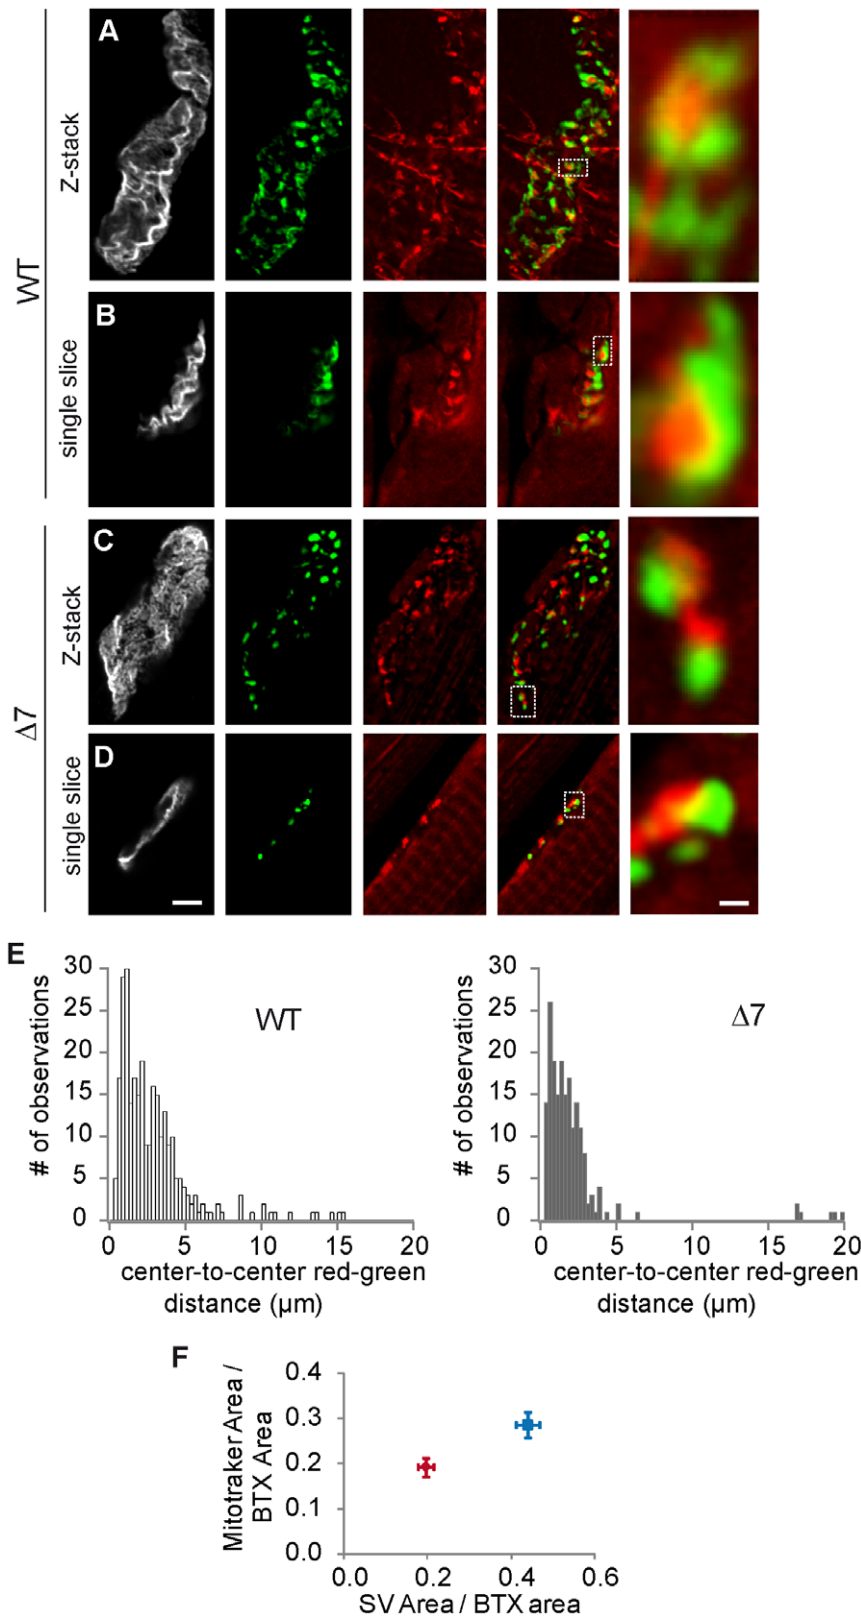 A
WT
Z-stack
B
single slice
C
Δ7
Z-stack
D
single slice
E
# of observations
30
25
20
15
10
5
0
WT
0 5 10 15 20
center-to-center red-green
distance (μm)
# of observations
30
25
20
15
10
5
0
Δ7
0 5 10 15 20
center-to-center red-green
distance (μm)
F
Mitotraker Area /
BTX Area
0.4
0.3
0.2
0.1
0.0
0.0 0.2 0.4 0.6
SV Area / BTX area